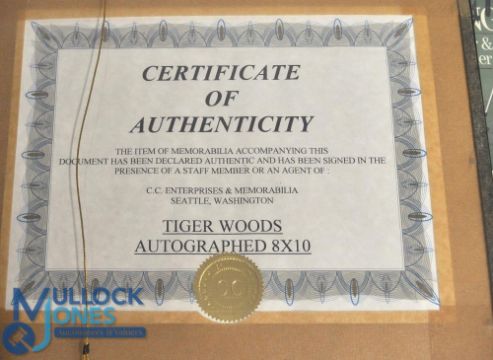 CERTIFICATE
OF
AUTHENTICITY
THE ITEM OF MEMORABILIA ACCOMPANYING THIS
DOCUMENT HAS BEEN DECLARED AUTHENTIC AND HAS BEEN SIGNED IN THE
PRESENCE OF A STAFF MEMBER OR AN AGENT OF :
C.C. ENTERPRISES & MEMORABILIA
SEATTLE, WASHINGTON
TIGER WOODS
AUTOGRAPHED 8X10
MULLOCK
JONES
Auctioneers & Valuers